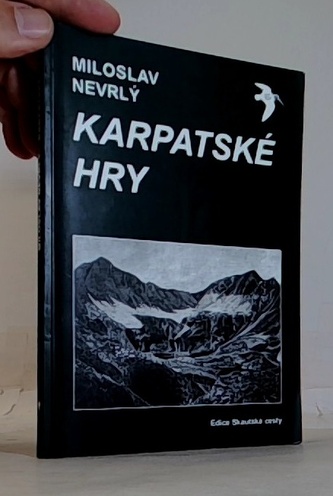 MILOSLAV
NEVRLÝ
KARPATSKÉ
HRY
Edice Skautské cesty